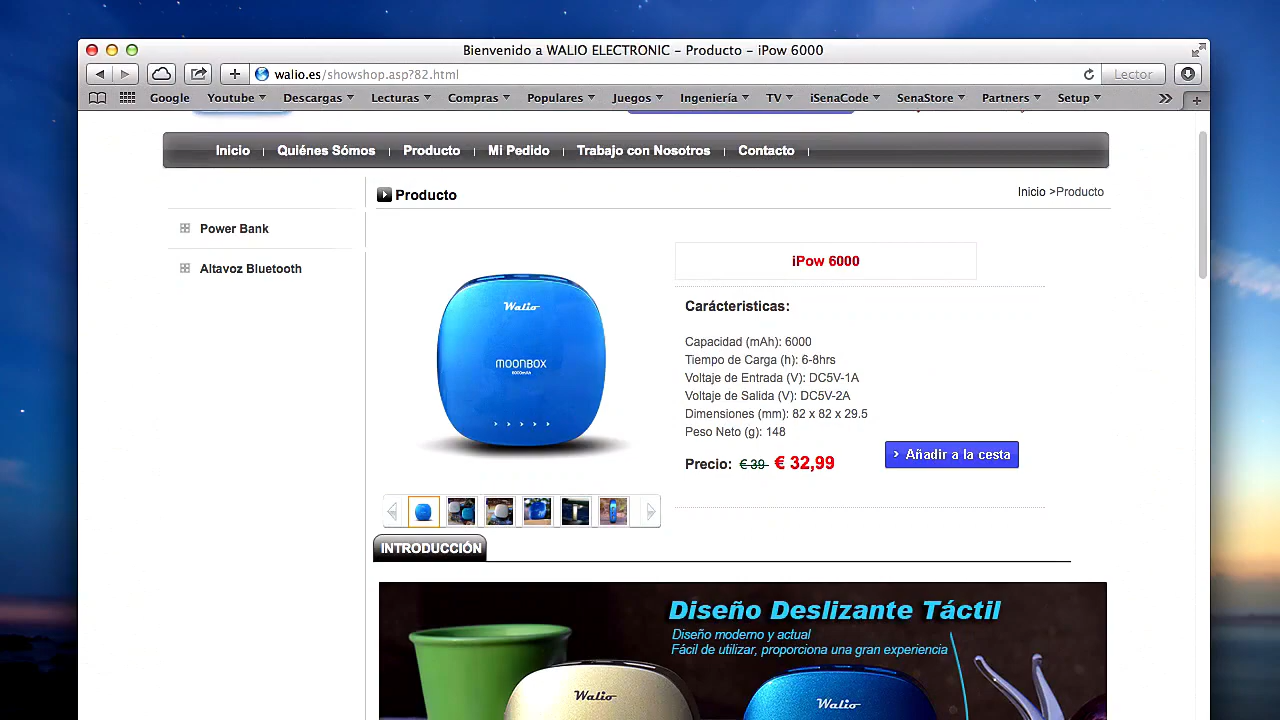 Bienvenido a WALIO ELECTRONIC – Producto – iPow 6000
walio.es/showshop.asp?82.html
Lector
Google Youtube Descargas Lecturas Compras Populares Juegos Ingeniería TV iSenaCode SenaStore Partners Setup
Inicio Quiénes Sómos Producto Mi Pedido Trabajo con Nosotros Contacto
Producto
Inicio >Producto
Power Bank
Altavoz Bluetooth
Walio
MOONBOX
6000mAh
iPow 6000
Carácteristicas:
Capacidad (mAh): 6000
Tiempo de Carga (h): 6-8hrs
Voltaje de Entrada (V): DC5V-1A
Voltaje de Salida (V): DC5V-2A
Dimensiones (mm): 82 x 82 x 29.5
Peso Neto (g): 148
Precio: € 39 € 32,99
Añadir a la cesta
INTRODUCCIÓN
Diseño Deslizante Táctil
Diseño moderno y actual
Fácil de utilizar, proporciona una gran experiencia
Walio
Walio